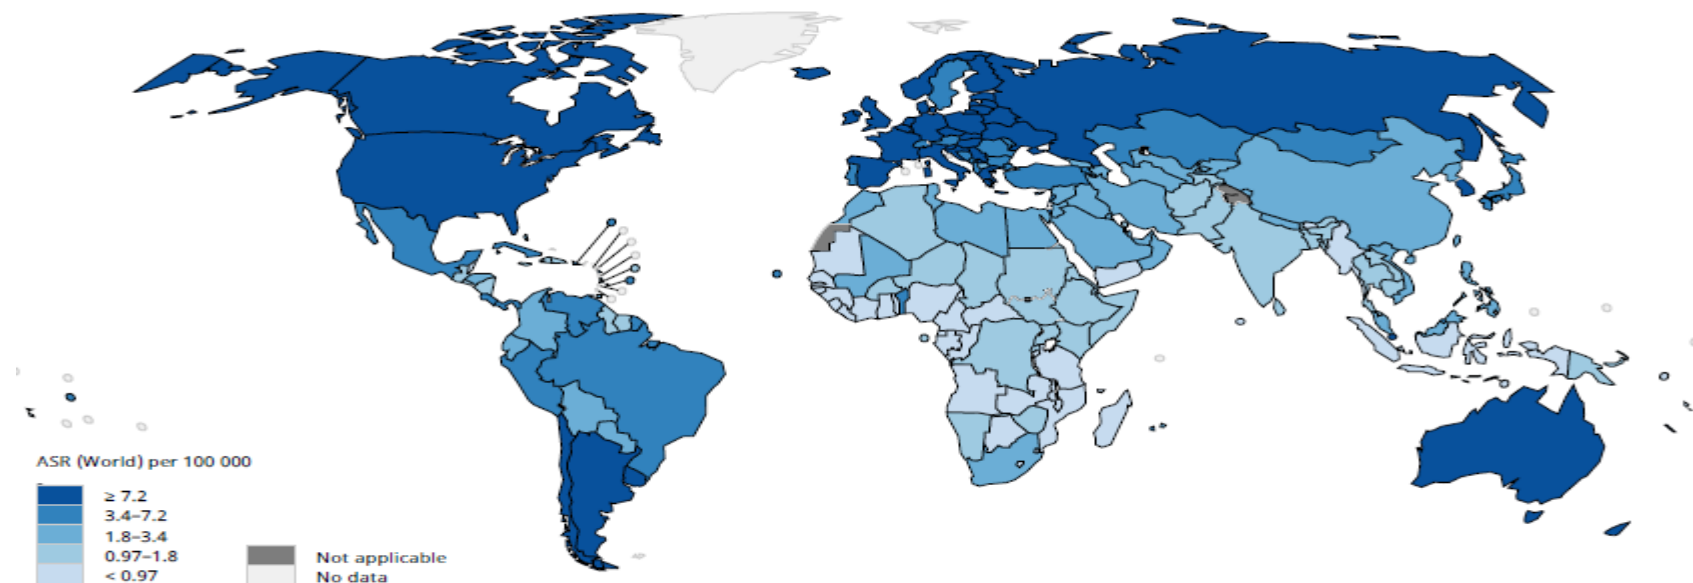 ASR (World) per 100 000
≥ 7.2
3.4–7.2
1.8–3.4
0.97–1.8
< 0.97
Not applicable
No data